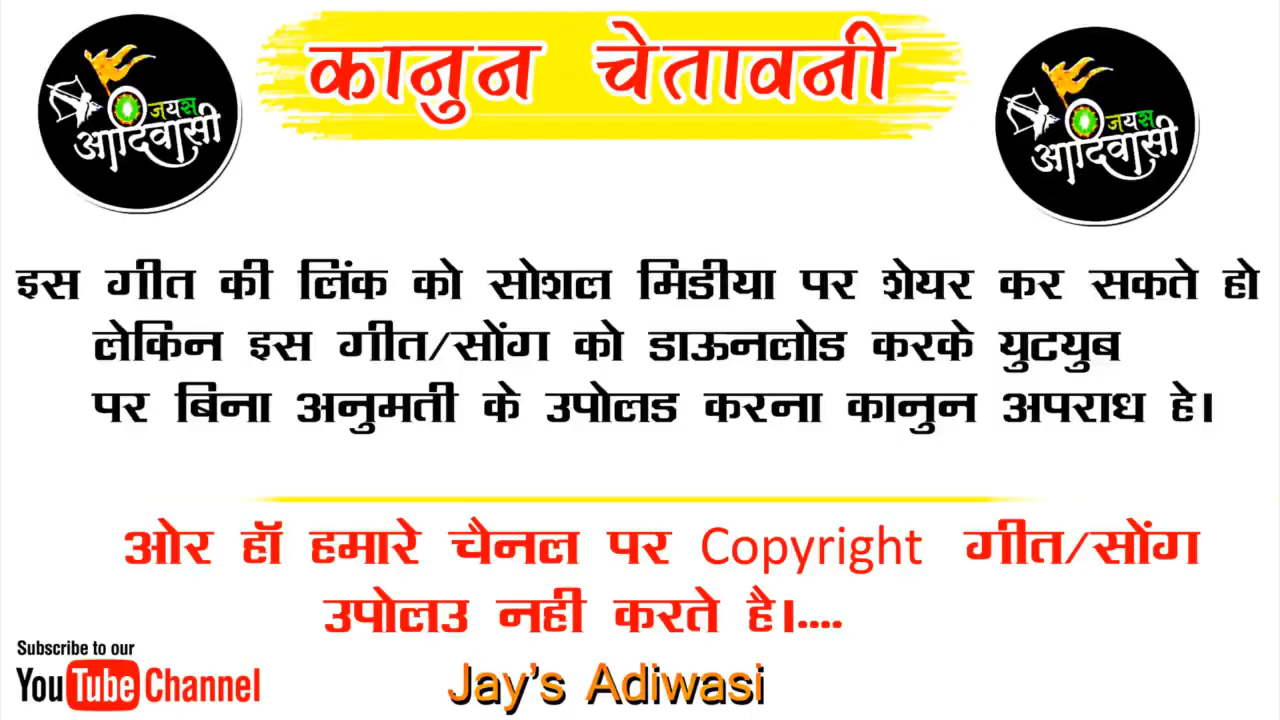 कानुन चेतावनी
जयस
आदिवासी
जयस
आदिवासी
इस गीत की लिंक को सोशल मिडीया पर शेयर कर सकते हो
लेकिन इस गीत/सोंग को डाऊनलोड करके युटयुब
पर बिना अनुमती के उपोलड करना कानुन अपराध हे।
ओर हॉ हमारे चैनल पर Copyright गीत/सोंग
उपोलउ नही करते है।....
Subscribe to our
YouTube Channel
Jay's Adiwasi